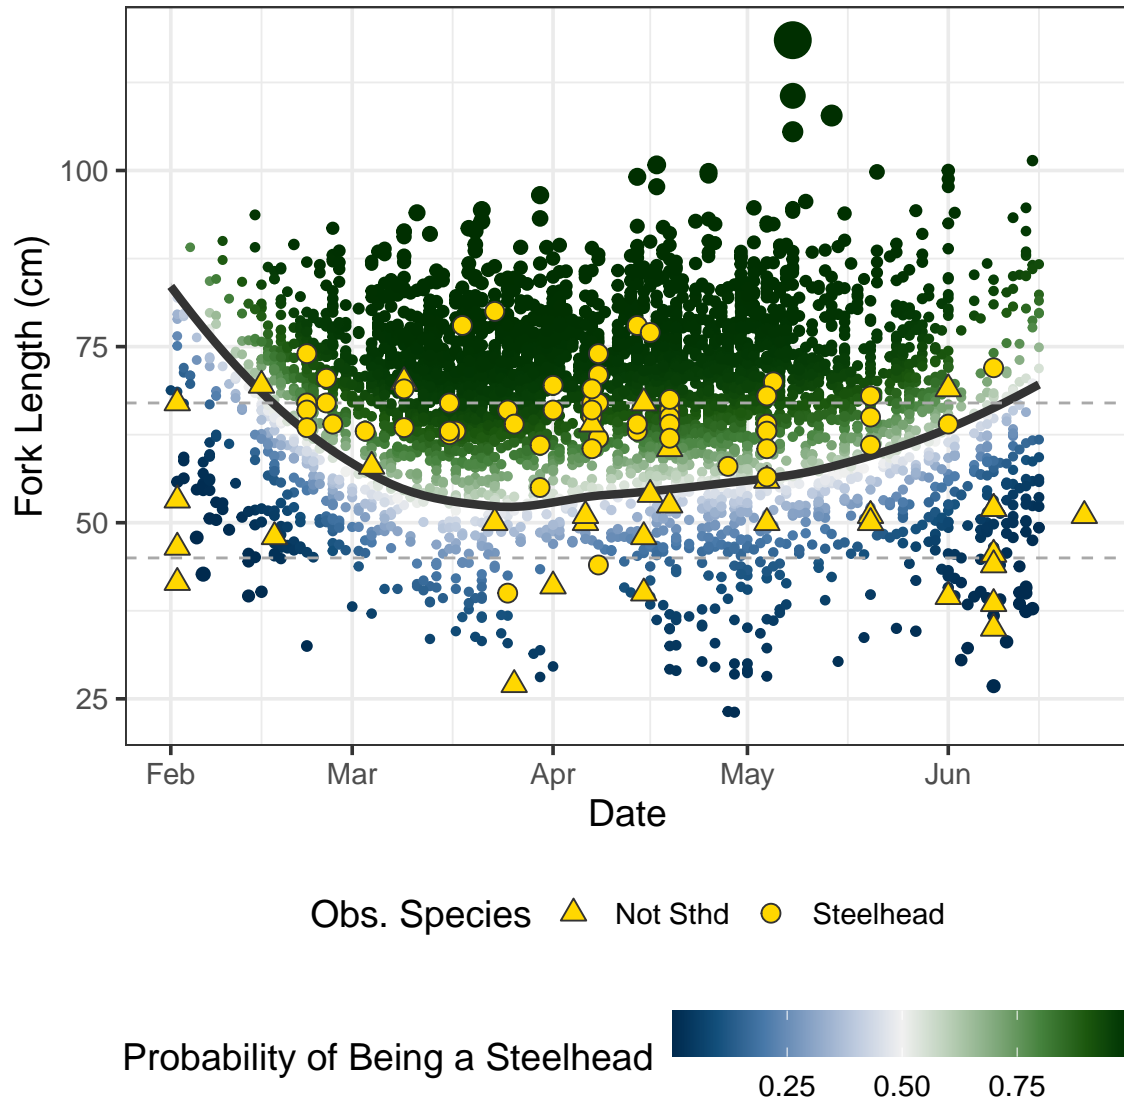 100
75
50
25
Fork Length (cm)
Feb Mar Apr May Jun
Date
Obs. Species Not Sthd Steelhead
Probability of Being a Steelhead
0.25 0.50 0.75